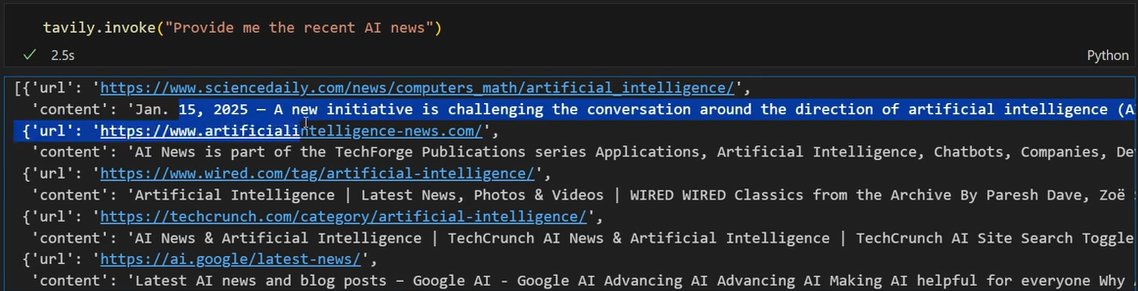 tavily.invoke("Provide me the recent AI news")
2.5s
Python
[{'url': 'https://www.sciencedaily.com/news/computers_math/artificial_intelligence/',
'content': 'Jan. 15, 2025 — A new initiative is challenging the conversation around the direction of artificial intelligence (A
{'url': 'https://www.artificialintelligence-news.com/',
'content': 'AI News is part of the TechForge Publications series Applications, Artificial Intelligence, Chatbots, Companies, De
{'url': 'https://www.wired.com/tag/artificial-intelligence/',
'content': 'Artificial Intelligence | Latest News, Photos & Videos | WIRED WIRED Classics from the Archive By Paresh Dave, Zoë
{'url': 'https://techcrunch.com/category/artificial-intelligence/',
'content': 'AI News & Artificial Intelligence | TechCrunch AI News & Artificial Intelligence | TechCrunch AI Site Search Toggle
{'url': 'https://ai.google/latest-news/',
'content': 'Latest AI news and blog posts – Google AI - Google AI Advancing AI Advancing AI Making AI helpful for everyone Why